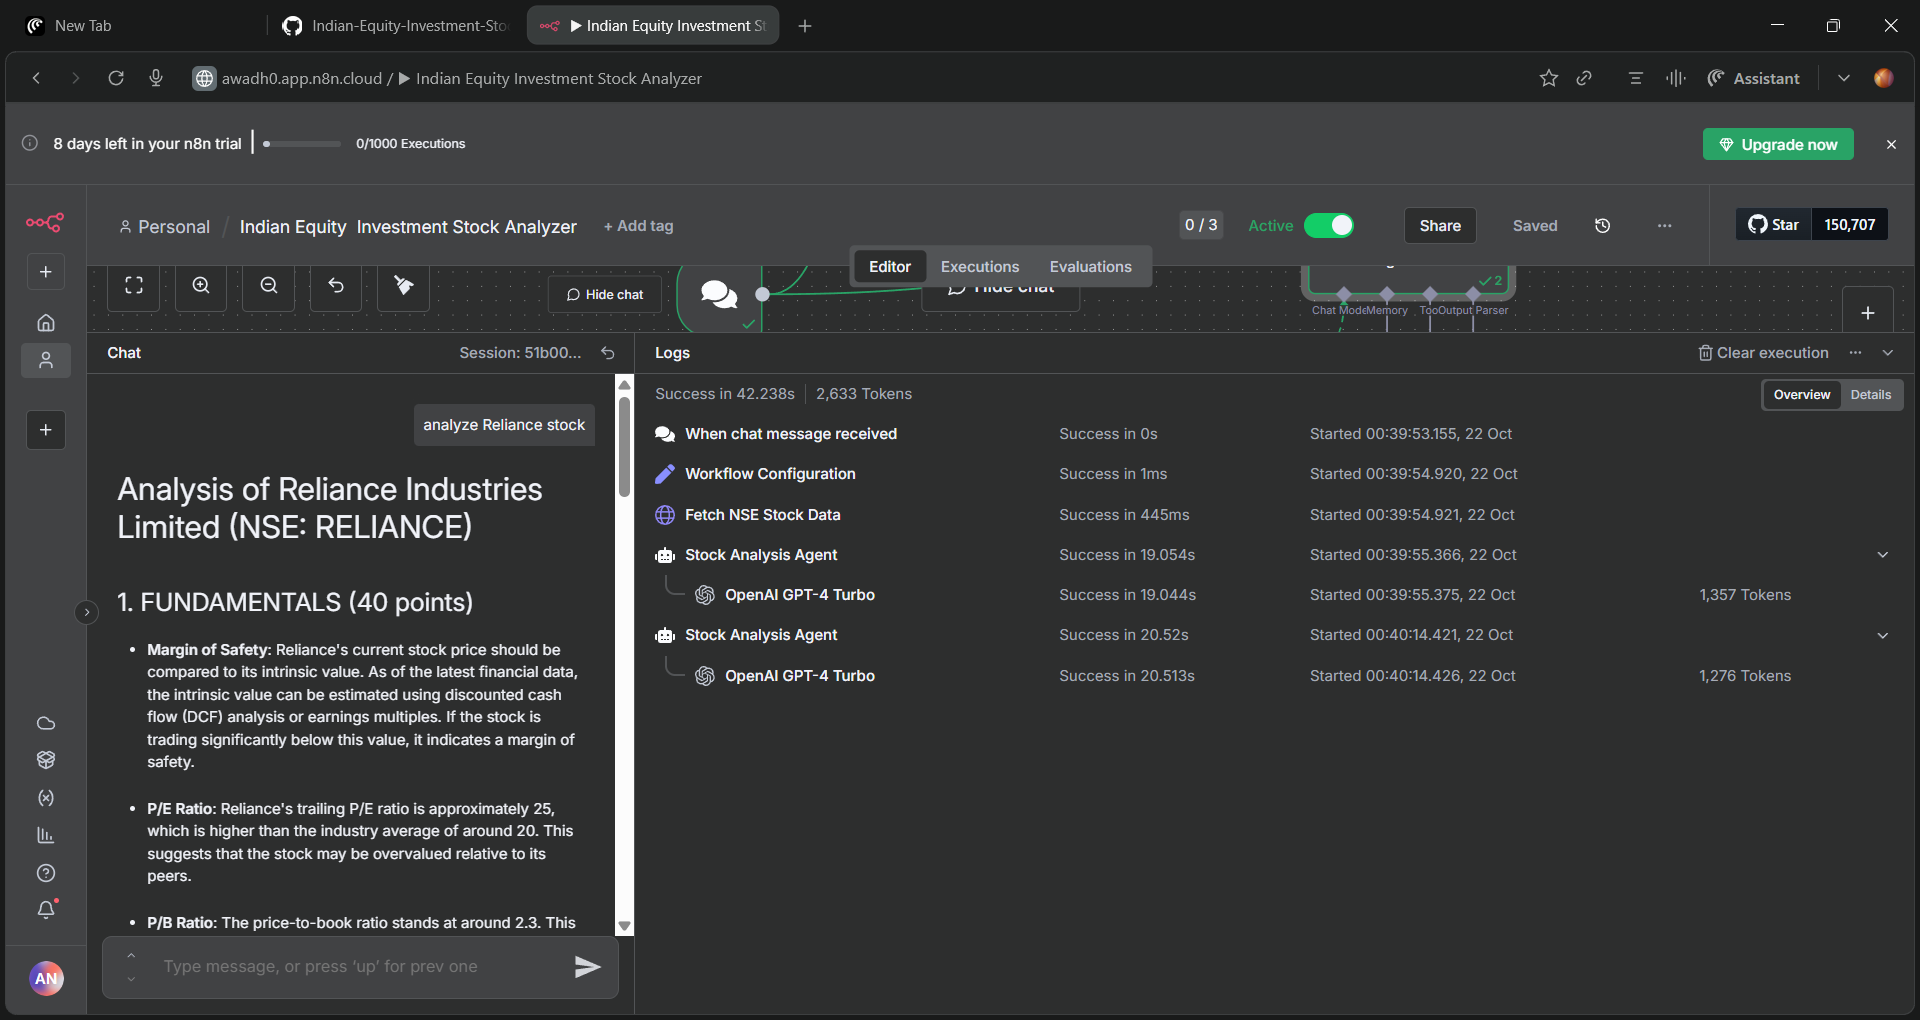 New Tab
Indian-Equity-Investment-Sto
▶ Indian Equity Investment S
awadh0.app.n8n.cloud / ▶ Indian Equity Investment Stock Analyzer
Assistant
8 days left in your n8n trial
0/1000 Executions
Upgrade now
Personal / Indian Equity Investment Stock Analyzer
+ Add tag
0 / 3
Active
Share
Saved
Star
150,707
Editor
Executions
Evaluations
Hide chat
Hide chat
2
Chat Mode
Memory
Too
Output Parser
Chat
Session: 51b00...
analyze Reliance stock
Analysis of Reliance Industries
Limited (NSE: RELIANCE)
1. FUNDAMENTALS (40 points)
• Margin of Safety: Reliance's current stock price should be
compared to its intrinsic value. As of the latest financial data,
the intrinsic value can be estimated using discounted cash
flow (DCF) analysis or earnings multiples. If the stock is
trading significantly below this value, it indicates a margin of
safety.
• P/E Ratio: Reliance's trailing P/E ratio is approximately 25,
which is higher than the industry average of around 20. This
suggests that the stock may be overvalued relative to its
peers.
• P/B Ratio: The price-to-book ratio stands at around 2.3. This
Type message, or press ‘up’ for prev one
AN
Logs
Clear execution
Success in 42.238s
2,633 Tokens
Overview
Details
When chat message received Success in 0s Started 00:39:53.155, 22 Oct
Workflow Configuration Success in 1ms Started 00:39:54.920, 22 Oct
Fetch NSE Stock Data Success in 445ms Started 00:39:54.921, 22 Oct
Stock Analysis Agent Success in 19.054s Started 00:39:55.366, 22 Oct
OpenAI GPT-4 Turbo Success in 19.044s Started 00:39:55.375, 22 Oct 1,357 Tokens
Stock Analysis Agent Success in 20.52s Started 00:40:14.421, 22 Oct
OpenAI GPT-4 Turbo Success in 20.513s Started 00:40:14.426, 22 Oct 1,276 Tokens